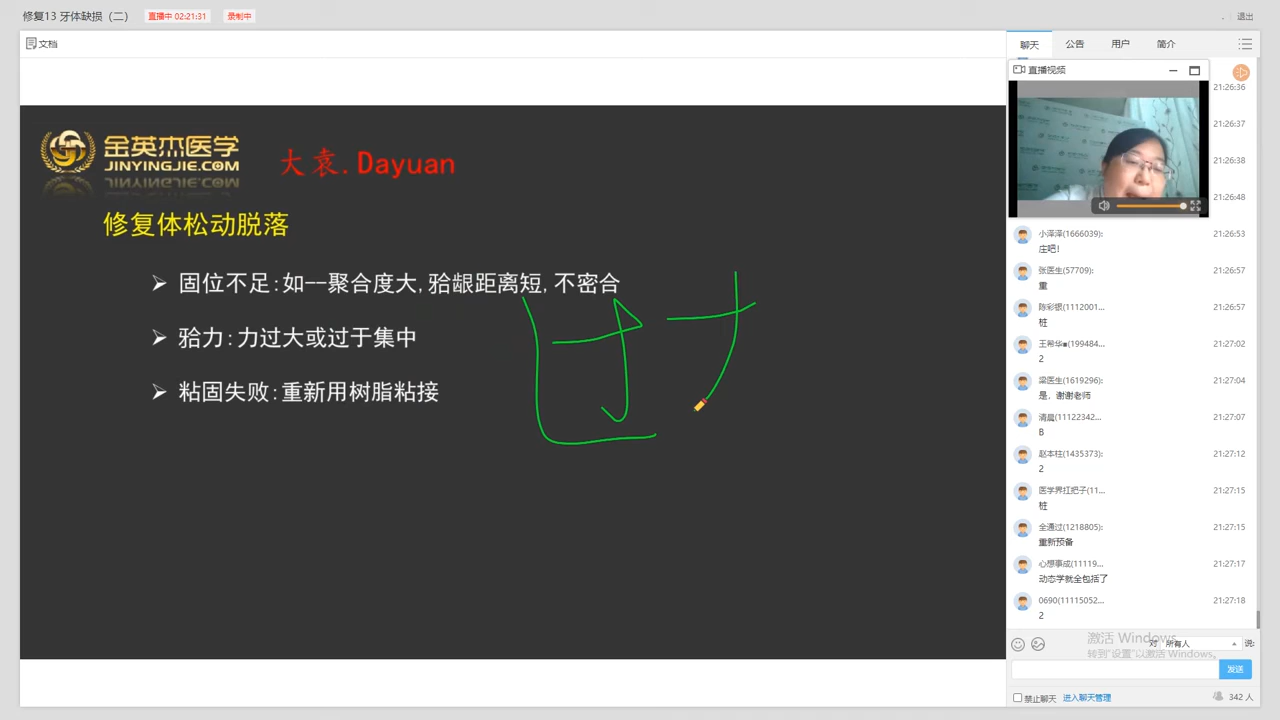 修复13 牙体缺损（二）
直播中 02:21:31
录制中
退出
文档
聊天
公告
用户
简介
直播视频
金英杰医学
JINYINGJIE.COM
大袁.Dayuan
修复体松动脱落
➢ 固位不足:如--聚合度大,𬌗龈距离短,不密合
➢ 𬌗力:力过大或过于集中
➢ 粘固失败:重新用树脂粘接
21:26:36
21:26:37
21:26:38
21:26:48
小泽泽(1666039): 21:26:53
庄吧!
张医生(57709): 21:26:57
重
陈彩银(1112001... 21:26:57
桩
王希华■(199484... 21:27:02
2
梁医生(1619296): 21:27:04
是，谢谢老师
清晨(11122342... 21:27:07
B
赵本柱(1435373): 21:27:12
2
医学界扛把子(11... 21:27:15
桩
全通过(1218805): 21:27:15
重新预备
心想事成(11119... 21:27:17
动态学就全包括了
0690(11115052... 21:27:18
2
激活 Windows
转到"设置"以激活 Windows。
对 所有人 说:
发送
禁止聊天 进入聊天管理 342 人